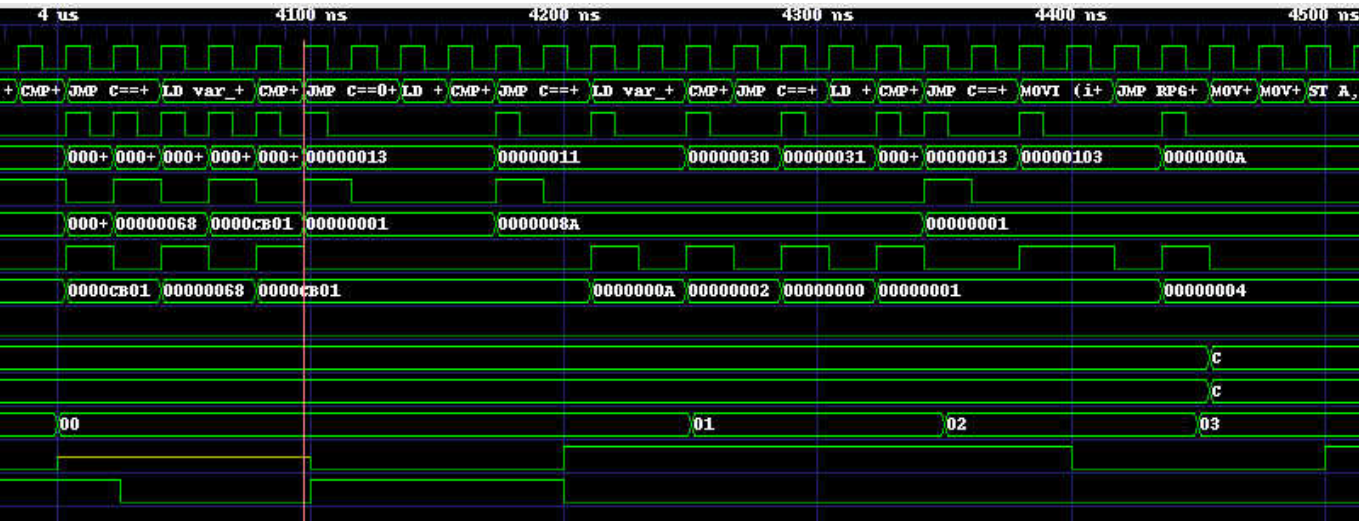 4 us 4100 ns 4200 ns 4300 ns 4400 ns 4500 ns
+ CMP+ JMP C==+ LD var_+ CMP+ JMP C==0+ LD + CMP+ JMP C==+ LD var_+ CMP+ JMP C==+ LD + CMP+ JMP C==+ MOVI (i+ JMP RPG+ MOV+ MOV+ ST A,
000+ 000+ 000+ 000+ 000+ 00000013 00000011 00000030 00000031 000+ 00000013 00000103 0000000A
000+ 00000068 0000CB01 00000001 0000008A 00000001
0000CB01 00000068 0000CB01 0000000A 00000002 00000000 00000001 00000004
C
C
00 01 02 03